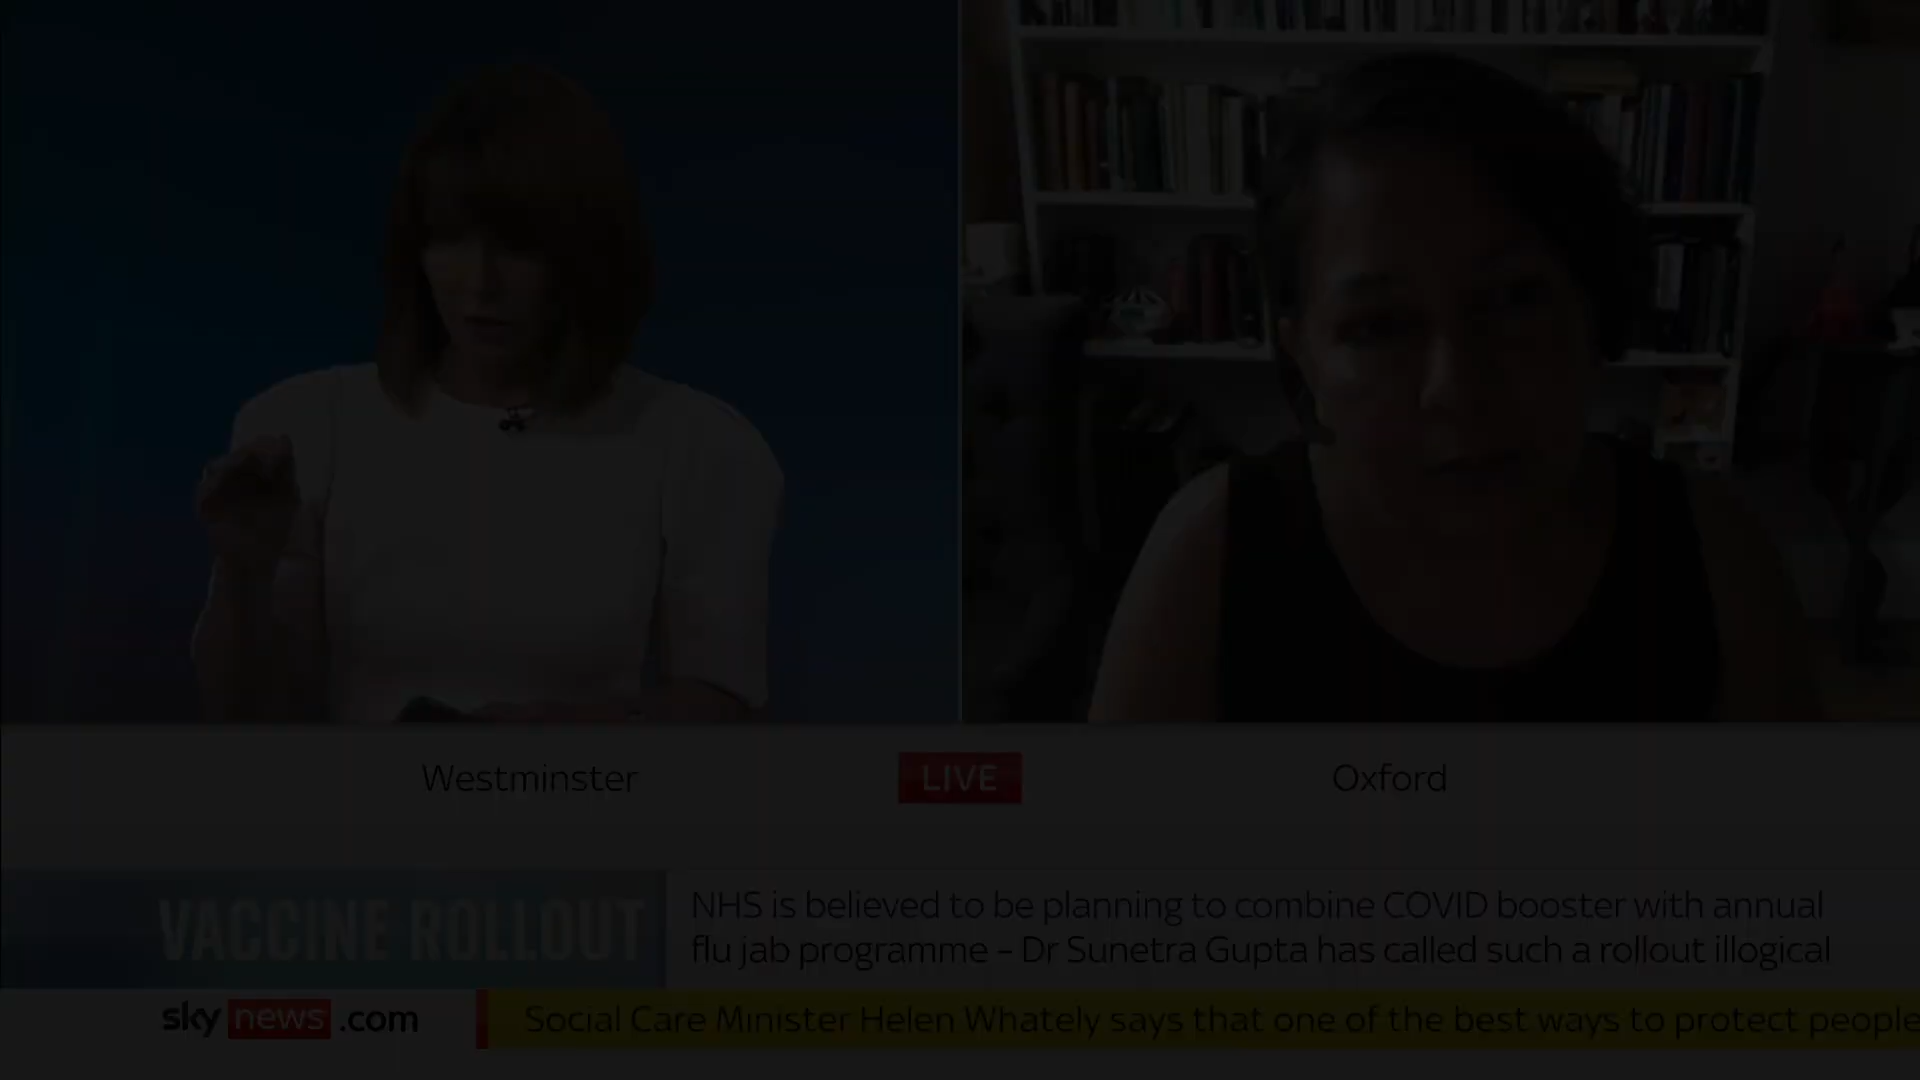 Westminster
LIVE
Oxford
VACCINE ROLLOUT
NHS is believed to be planning to combine COVID booster with annual
flu jab programme – Dr Sunetra Gupta has called such a rollout illogical
sky news .com
Social Care Minister Helen Whately says that one of the best ways to protect people